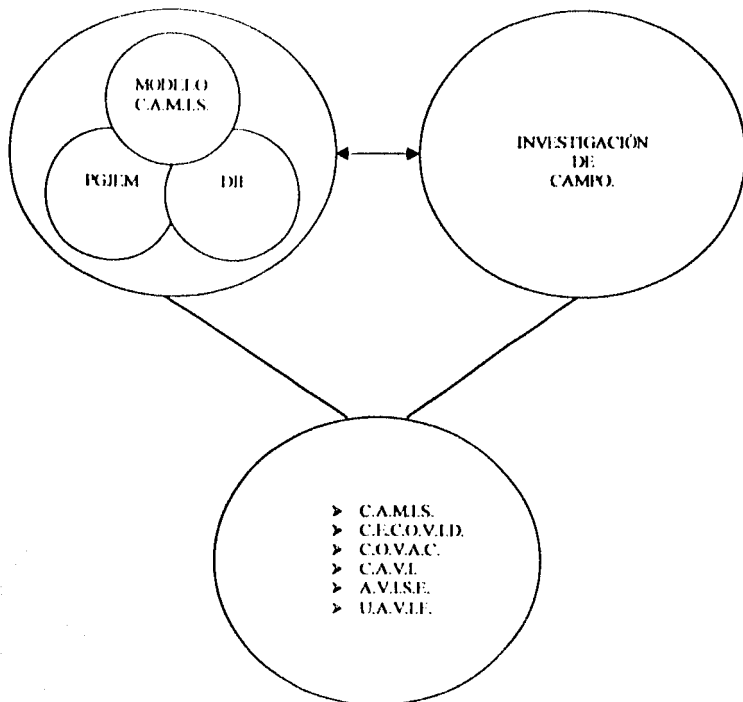 MODELO
C.A.M.I.S.
PGJEM
DIF
INVESTIGACIÓN
DE
CAMPO.
➤ C.A.M.I.S.
➤ C.E.C.O.V.I.D.
➤ C.O.V.A.C.
➤ C.A.V.I.
➤ A.V.I.S.E.
➤ U.A.V.I.F.